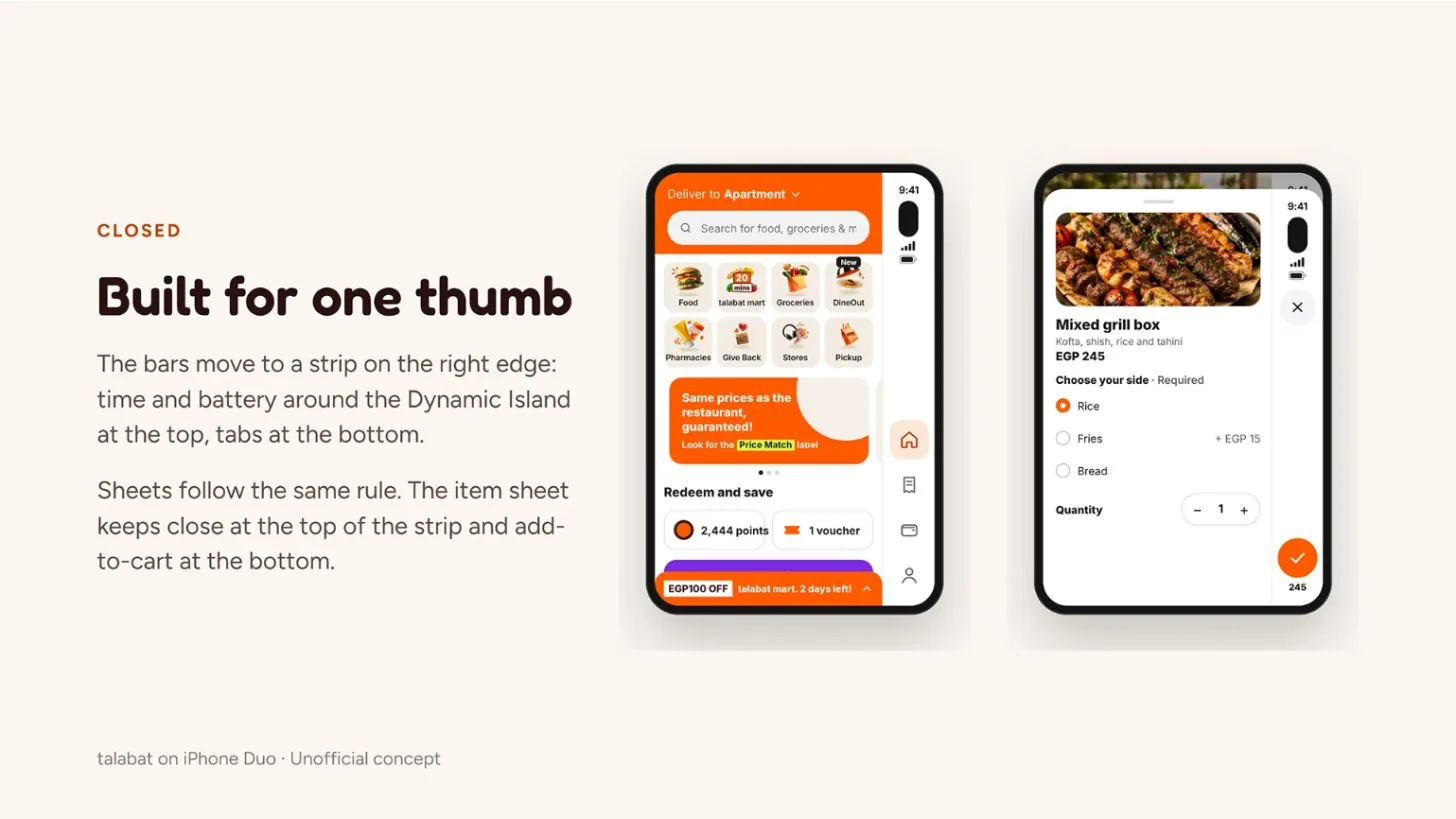 CLOSED
Built for one thumb
The bars move to a strip on the right edge:
time and battery around the Dynamic Island
at the top, tabs at the bottom.
Sheets follow the same rule. The item sheet
keeps close at the top of the strip and add-
to-cart at the bottom.
talabat on iPhone Duo · Unofficial concept
Deliver to Apartment
9:41
Search for food, groceries & m
New
20
mins
Food
talabat mart
Groceries
DineOut
Pharmacies
Give Back
Stores
Pickup
Same prices as the
restaurant,
guaranteed!
Look for the Price Match label
Redeem and save
2,444 points
1 voucher
EGP100 OFF talabat mart. 2 days left!
9:41
Mixed grill box
Kofta, shish, rice and tahini
EGP 245
Choose your side · Required
Rice
Fries + EGP 15
Bread
Quantity − 1 +
245